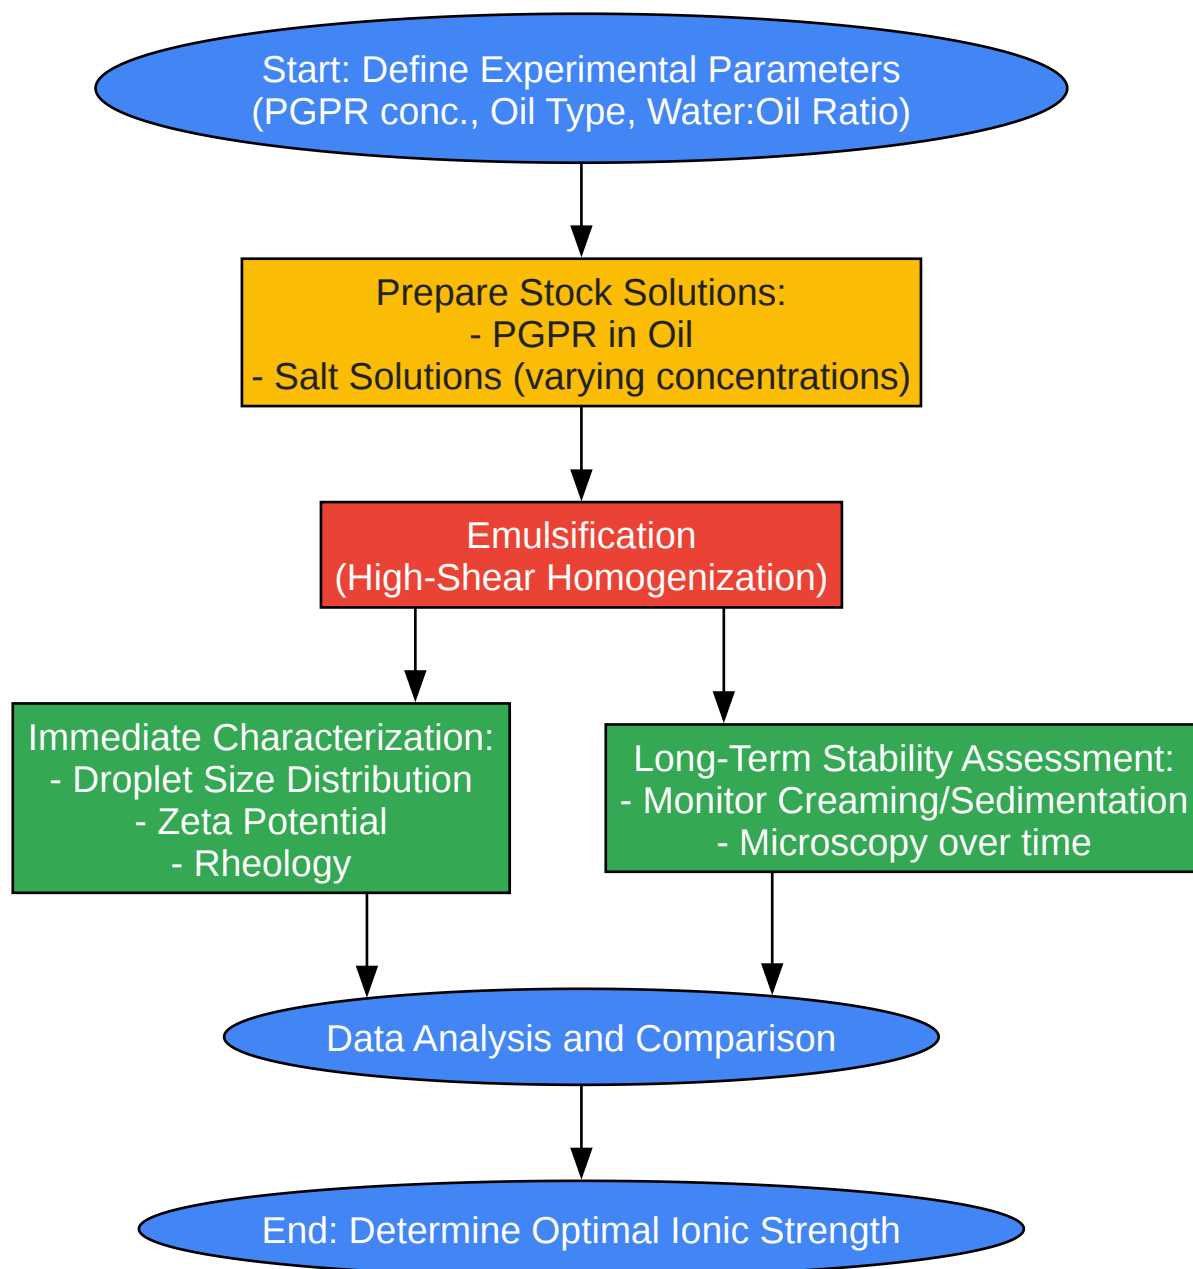 Start: Define Experimental Parameters
(PGPR conc., Oil Type, Water:Oil Ratio)
Prepare Stock Solutions:
- PGPR in Oil
- Salt Solutions (varying concentrations)
Emulsification
(High-Shear Homogenization)
Immediate Characterization:
- Droplet Size Distribution
- Zeta Potential
- Rheology
Long-Term Stability Assessment:
- Monitor Creaming/Sedimentation
- Microscopy over time
Data Analysis and Comparison
End: Determine Optimal Ionic Strength